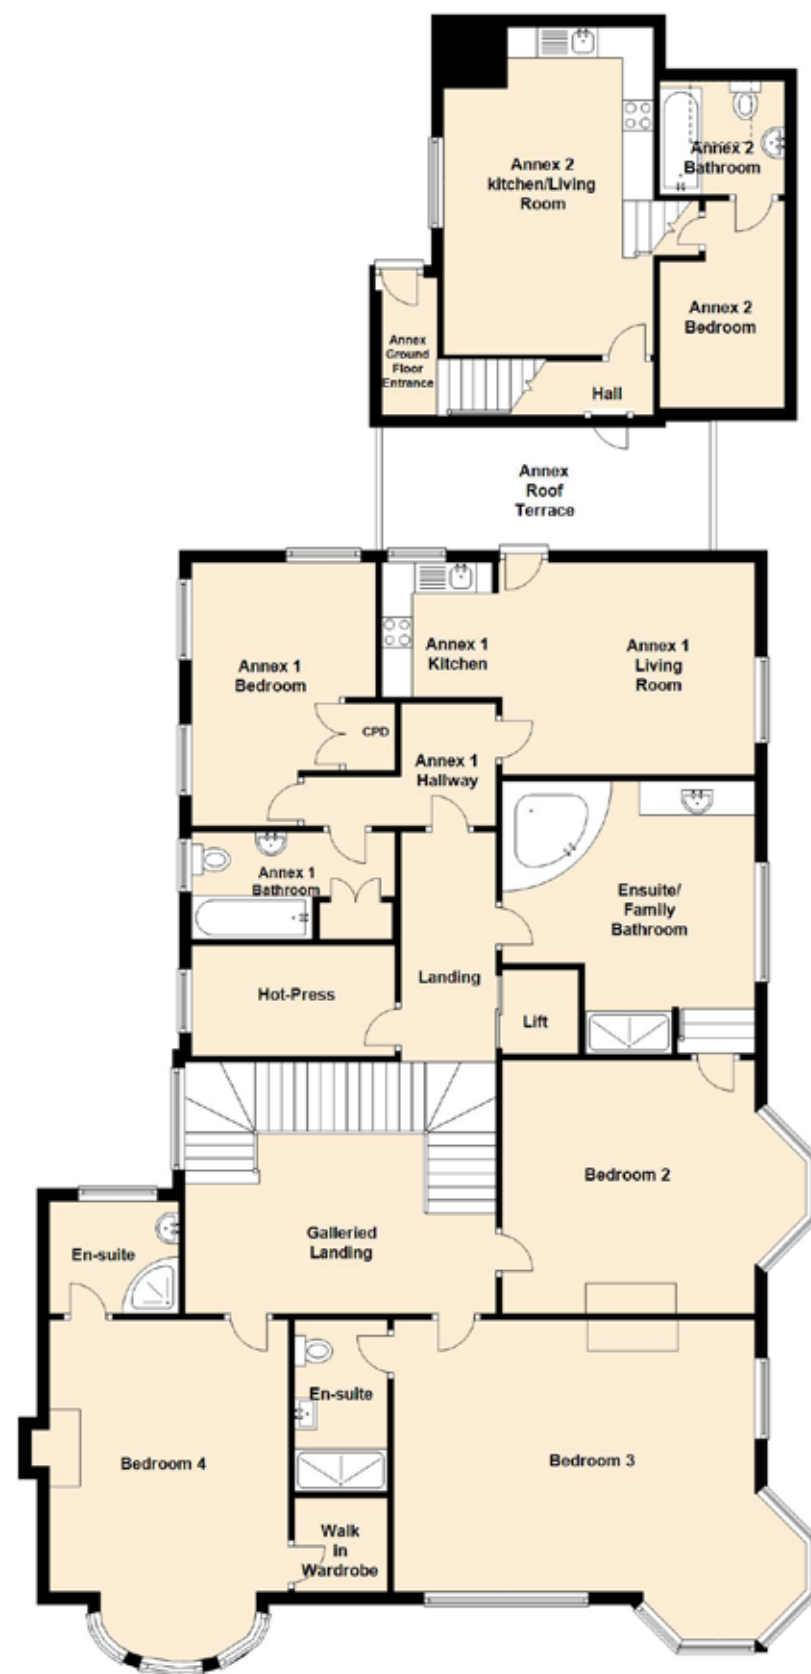 Annex 2
kitchen/Living
Room
Annex 2
Bathroom
Annex 2
Bedroom
Annex
Ground
Floor
Entrance
Hall
Annex
Roof
Terrace
Annex 1
Bedroom
Annex 1
Kitchen
Annex 1
Living
Room
CPD
Annex 1
Hallway
Annex 1
Bathroom
Ensuite/
Family
Bathroom
Landing
Hot-Press
Lift
Bedroom 2
Galleried
Landing
En-suite
En-suite
Bedroom 4
Bedroom 3
Walk
in
Wardrobe